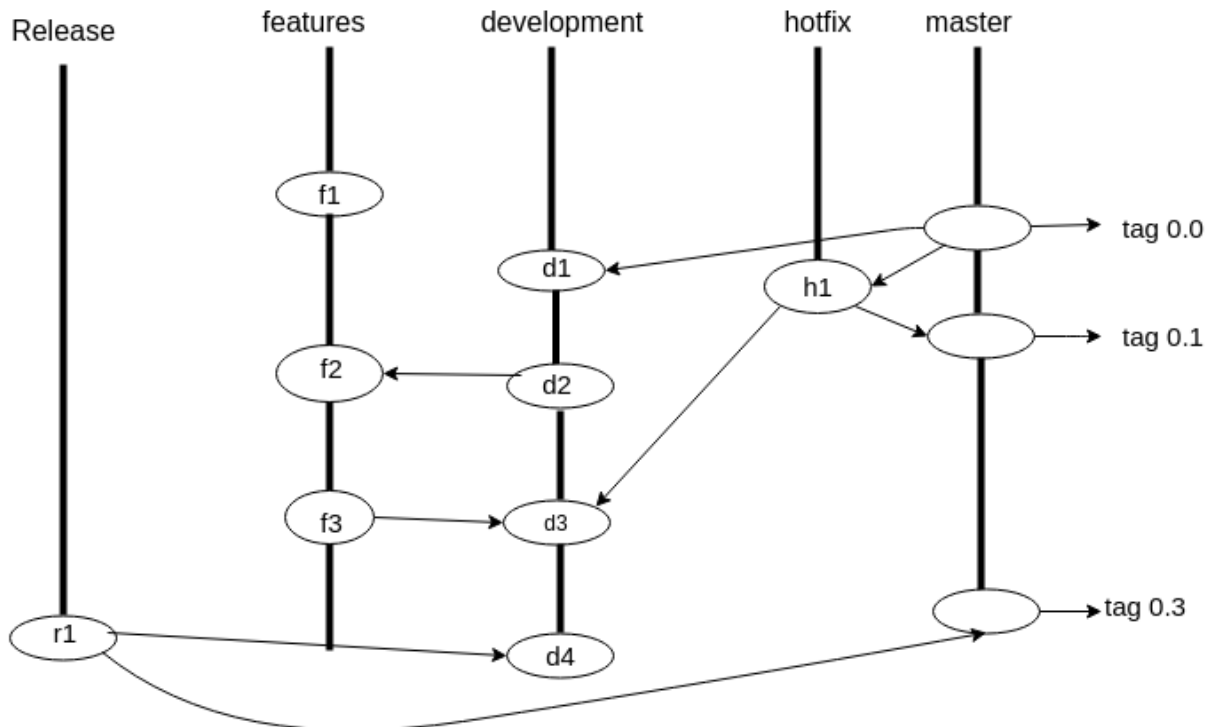 Release
features
development
hotfix
master
f1
tag 0.0
d1
h1
tag 0.1
f2
d2
f3
d3
tag 0.3
r1
d4